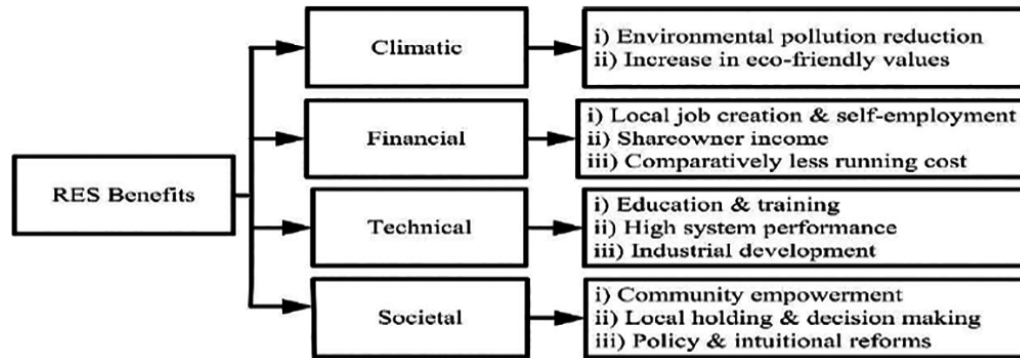 RES Benefits
Climatic
i) Environmental pollution reduction
ii) Increase in eco-friendly values
Financial
i) Local job creation & self-employment
ii) Shareowner income
iii) Comparatively less running cost
Technical
i) Education & training
ii) High system performance
iii) Industrial development
Societal
i) Community empowerment
ii) Local holding & decision making
iii) Policy & intuitional reforms